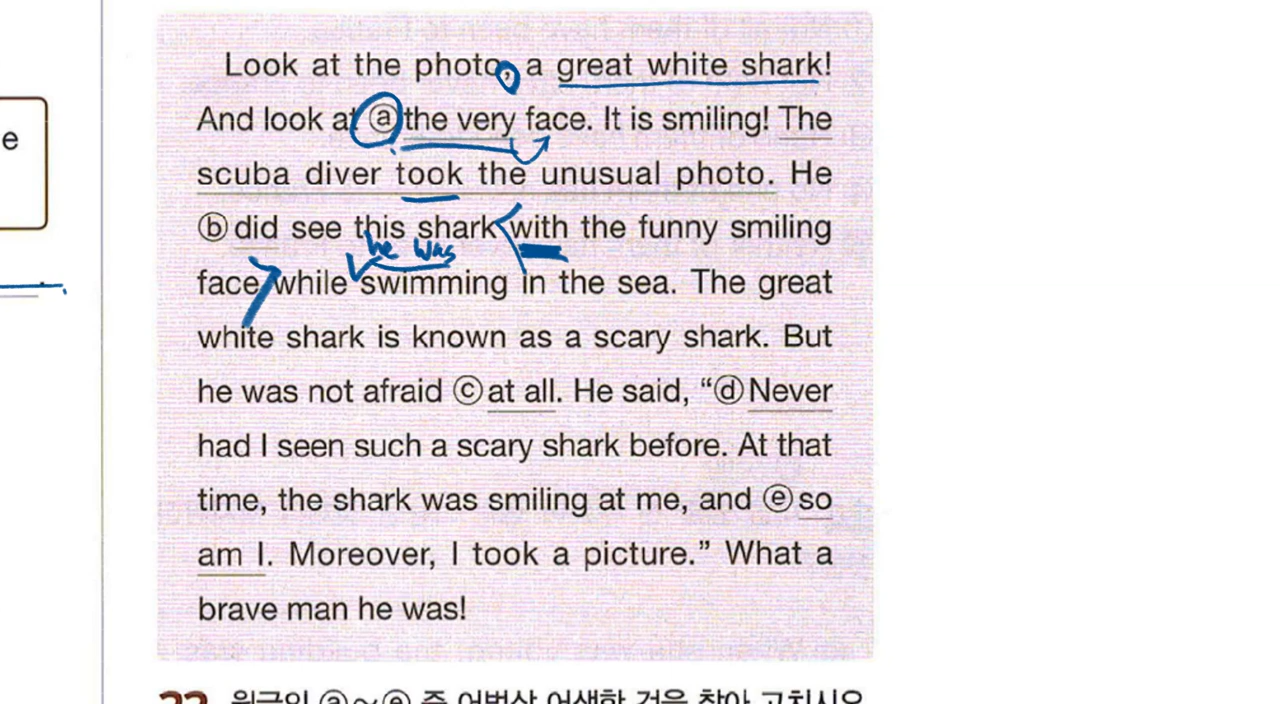 Look at the photo, a great white shark!
And look at ⓐ the very face. It is smiling! The
scuba diver took the unusual photo. He
ⓑ did see this shark with the funny smiling
he was
face while swimming in the sea. The great
white shark is known as a scary shark. But
he was not afraid ⓒ at all. He said, “ⓓ Never
had I seen such a scary shark before. At that
time, the shark was smiling at me, and ⓔ so
am I. Moreover, I took a picture.” What a
brave man he was!
e